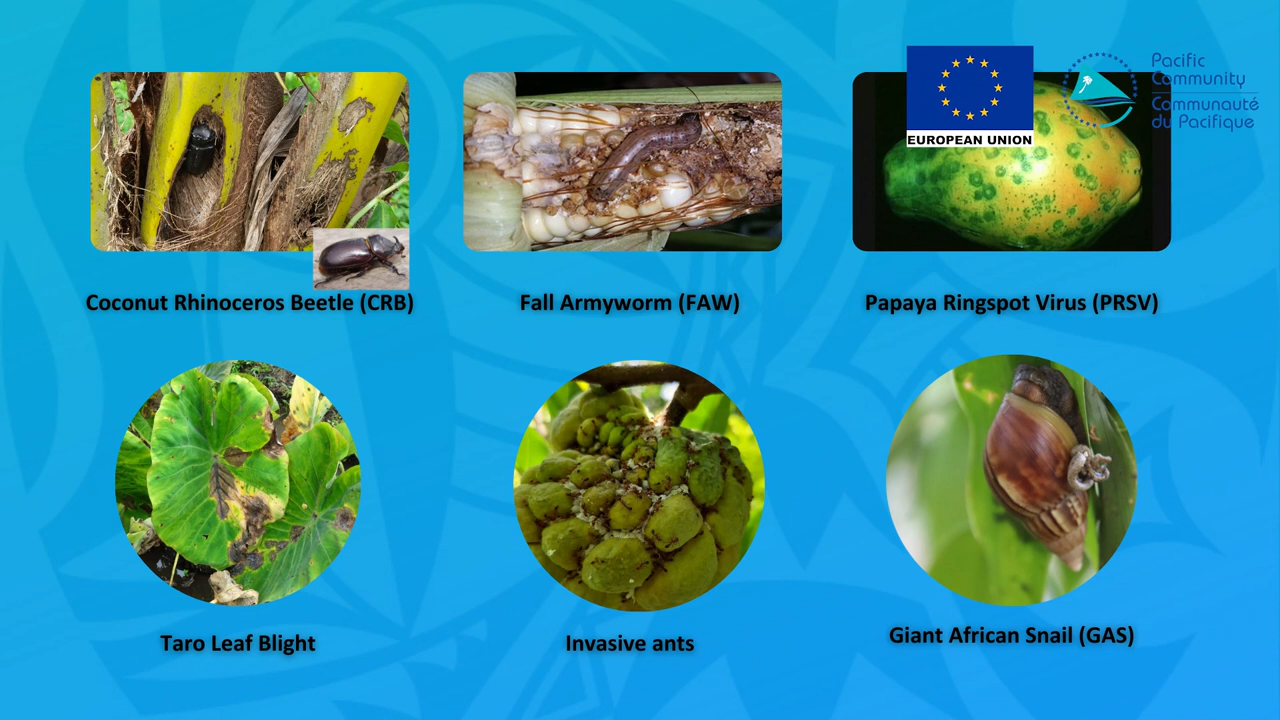 EUROPEAN UNION
Pacific
Community
Communauté
du Pacifique
Coconut Rhinoceros Beetle (CRB)
Fall Armyworm (FAW)
Papaya Ringspot Virus (PRSV)
Taro Leaf Blight
Invasive ants
Giant African Snail (GAS)